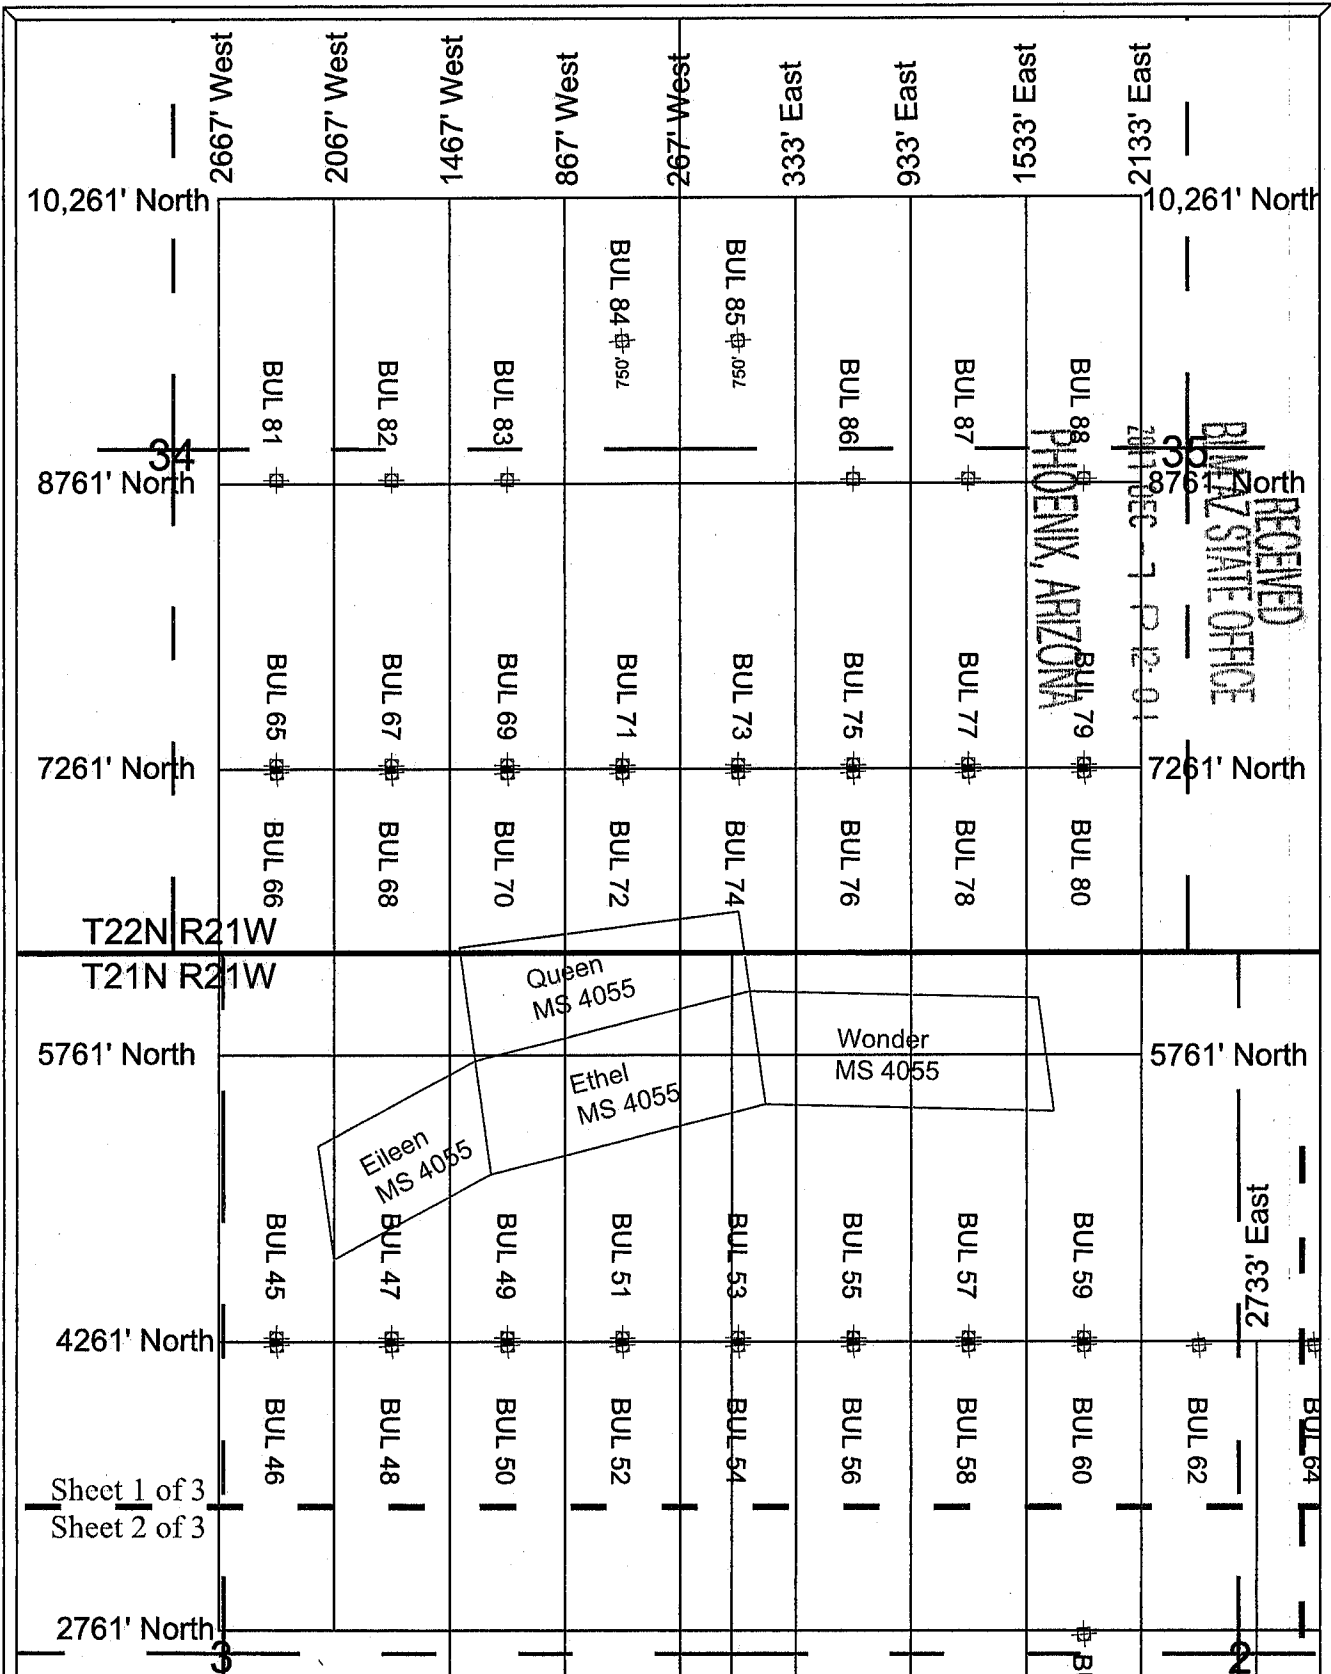 2667' West
2067' West
1467' West
867' West
267' West
333' East
933' East
1533' East
2133' East
10,261' North
10,261' North
BUL 81
BUL 82
BUL 83
BUL 84
750'
BUL 85
750'
BUL 86
BUL 87
BUL 88
34
35
8761' North
8761' North
RECEIVED
BLM AZ STATE OFFICE
2017 DEC -7 P 12:01
PHOENIX, ARIZONA
BUL 65
BUL 67
BUL 69
BUL 71
BUL 73
BUL 75
BUL 77
BUL 79
7261' North
7261' North
BUL 66
BUL 68
BUL 70
BUL 72
BUL 74
BUL 76
BUL 78
BUL 80
T22N R21W
T21N R21W
Queen
MS 4055
5761' North
Wonder
MS 4055
5761' North
Ethel
MS 4055
Eileen
MS 4055
BUL 45
BUL 47
BUL 49
BUL 51
BUL 53
BUL 55
BUL 57
BUL 59
2733' East
4261' North
BUL 46
BUL 48
BUL 50
BUL 52
BUL 54
BUL 56
BUL 58
BUL 60
BUL 62
BUL 64
Sheet 1 of 3
Sheet 2 of 3
2761' North
3
2